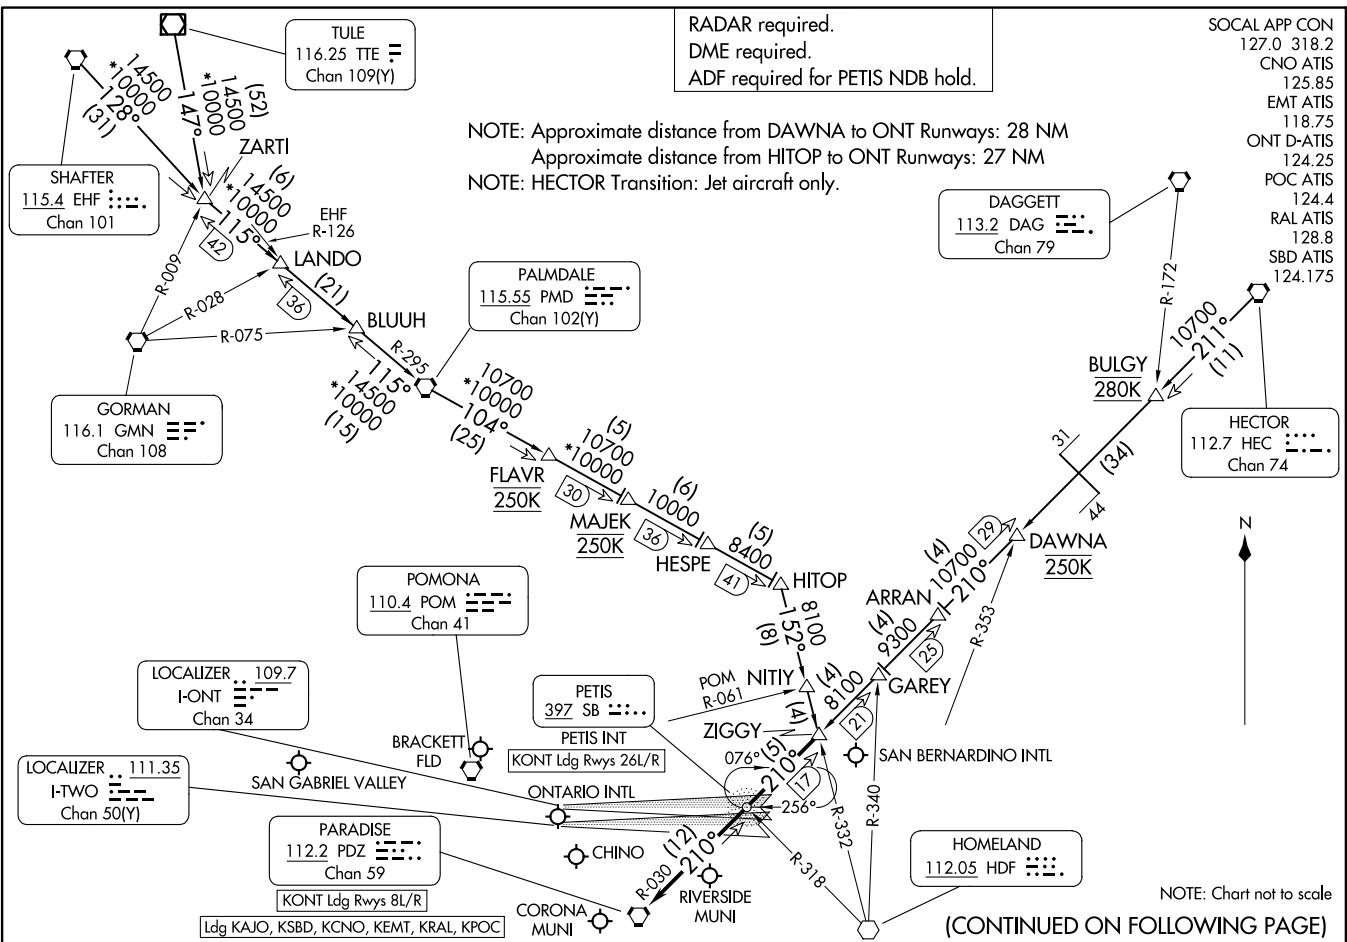 TULE
116.25 TTE
Chan 109(Y)
RADAR required.
DME required.
ADF required for PETIS NDB hold.
SOCAL APP CON
127.0 318.2
CNO ATIS
125.85
EMT ATIS
118.75
ONT D-ATIS
124.25
POC ATIS
124.4
RAL ATIS
128.8
SBD ATIS
124.175
14500
*10000
128°
(31)
(52)
14500
*10000
147°
NOTE: Approximate distance from DAWNA to ONT Runways: 28 NM
Approximate distance from HITOP to ONT Runways: 27 NM
NOTE: HECTOR Transition: Jet aircraft only.
ZARTI
SHAFTER
115.4 EHF
Chan 101
(6)
14500
*10000
115°
42
EHF
R-126
LANDO
DAGGETT
113.2 DAG
Chan 79
R-172
R-009
R-028
R-075
36
(21)
BLUUH
PALMDALE
115.55 PMD
Chan 102(Y)
R-295
115°
14500
*10000
(15)
GORMAN
116.1 GMN
Chan 108
10700
211°
(11)
BULGY
280K
HECTOR
112.7 HEC
Chan 74
10700
*10000
104°
(25)
FLAVR
250K
(5)
10700
*10000
30
MAJEK
250K
(6)
10000
36
HESPE
(5)
8400
41
HITOP
31
(34)
44
29
DAWNA
250K
(4)
10700
210°
N
POMONA
110.4 POM
Chan 41
8100
152°
(8)
ARRAN
(4)
9300
25
R-353
LOCALIZER 109.7
I-ONT
Chan 34
PETIS
397 SB
PETIS INT
KONT Ldg Rwys 26L/R
POM
R-061
NITIY
(4)
(4)
8100
21
GAREY
ZIGGY
SAN BERNARDINO INTL
BRACKETT
FLD
SAN GABRIEL VALLEY
LOCALIZER 111.35
I-TWO
Chan 50(Y)
ONTARIO INTL
076°
(5)
210°
17
256°
R-332
R-340
R-318
PARADISE
112.2 PDZ
Chan 59
KONT Ldg Rwys 8L/R
Ldg KAJO, KSBD, KCNO, KEMT, KRAL, KPOC
CHINO
(12)
210°
R-030
RIVERSIDE
MUNI
CORONA
MUNI
HOMELAND
112.05 HDF
NOTE: Chart not to scale
(CONTINUED ON FOLLOWING PAGE)